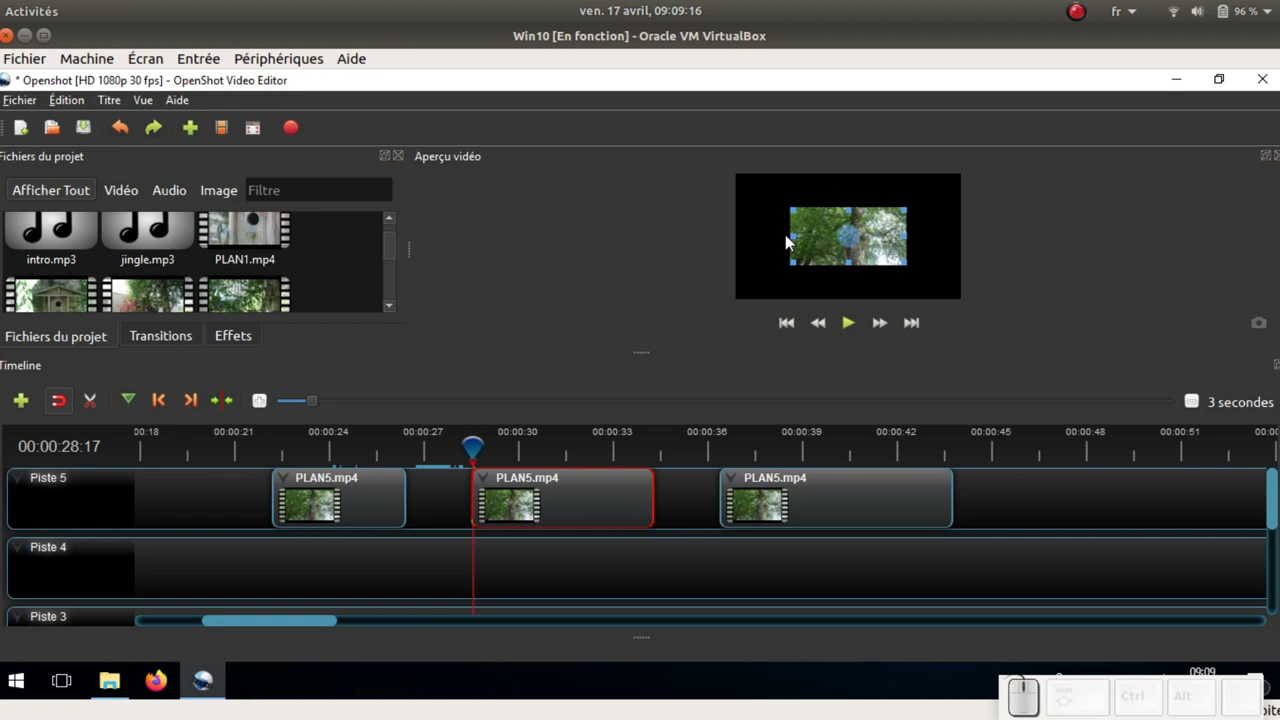 Activités
ven. 17 avril, 09:09:16
fr
96 %
Win10 [En fonction] - Oracle VM VirtualBox
Fichier Machine Écran Entrée Périphériques Aide
* Openshot [HD 1080p 30 fps] - OpenShot Video Editor
Fichier Édition Titre Vue Aide
Fichiers du projet
Aperçu vidéo
Afficher Tout Vidéo Audio Image Filtre
intro.mp3 jingle.mp3 PLAN1.mp4
Fichiers du projet Transitions Effets
Timeline
3 secondes
00:00:28:17
00:00:21 00:00:24 00:00:27 00:00:30 00:00:33 00:00:36 00:00:39 00:00:42 00:00:45 00:00:48 00:00:51
Piste 5
PLAN5.mp4 PLAN5.mp4 PLAN5.mp4
Piste 4
Piste 3
09:09
Shift Ctrl Alt